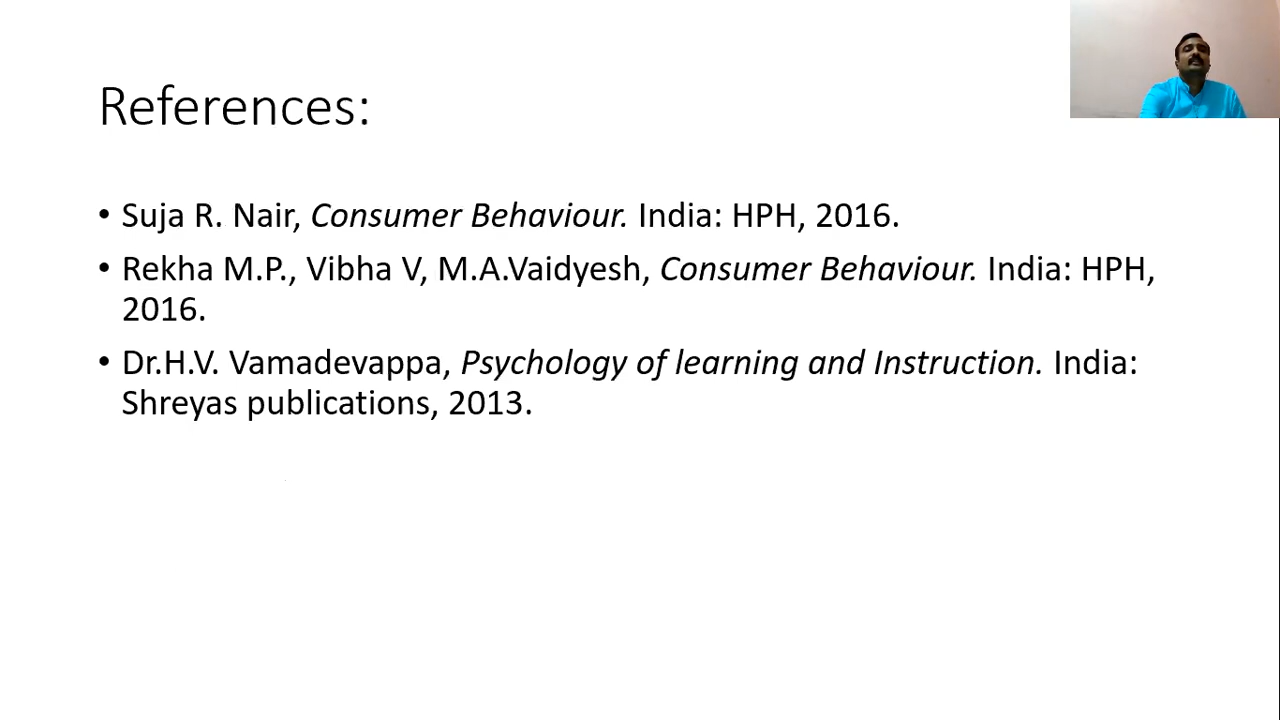 References:
• Suja R. Nair, Consumer Behaviour. India: HPH, 2016.
• Rekha M.P., Vibha V, M.A.Vaidyesh, Consumer Behaviour. India: HPH,
2016.
• Dr.H.V. Vamadevappa, Psychology of learning and Instruction. India:
Shreyas publications, 2013.